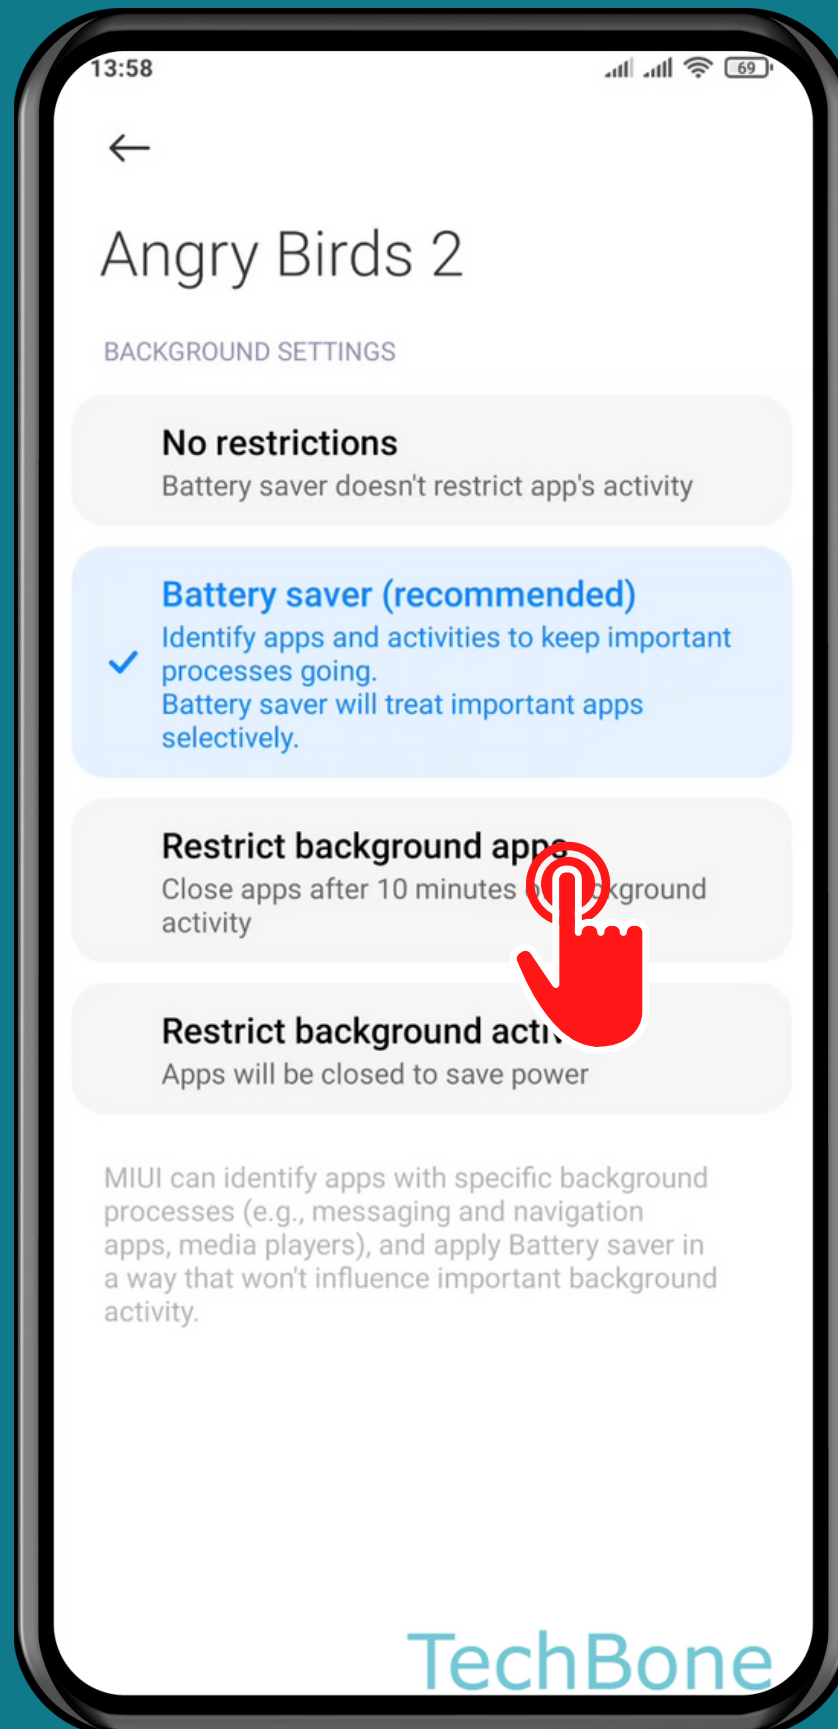 13:58
69
Angry Birds 2
BACKGROUND SETTINGS
No restrictions
Battery saver doesn't restrict app's activity
Battery saver (recommended)
Identify apps and activities to keep important
processes going.
Battery saver will treat important apps
selectively.
Restrict background apps
Close apps after 10 minutes
activity
Restrict background
Apps will be closed to save power
MIUI can identify apps with specific background
processes (e.g., messaging and navigation
apps, media players), and apply Battery saver in
a way that won't influence important background
activity.
TechBone